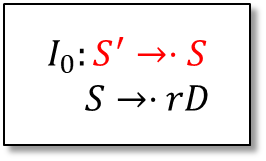 I₀: S′ →· S
S →· rD